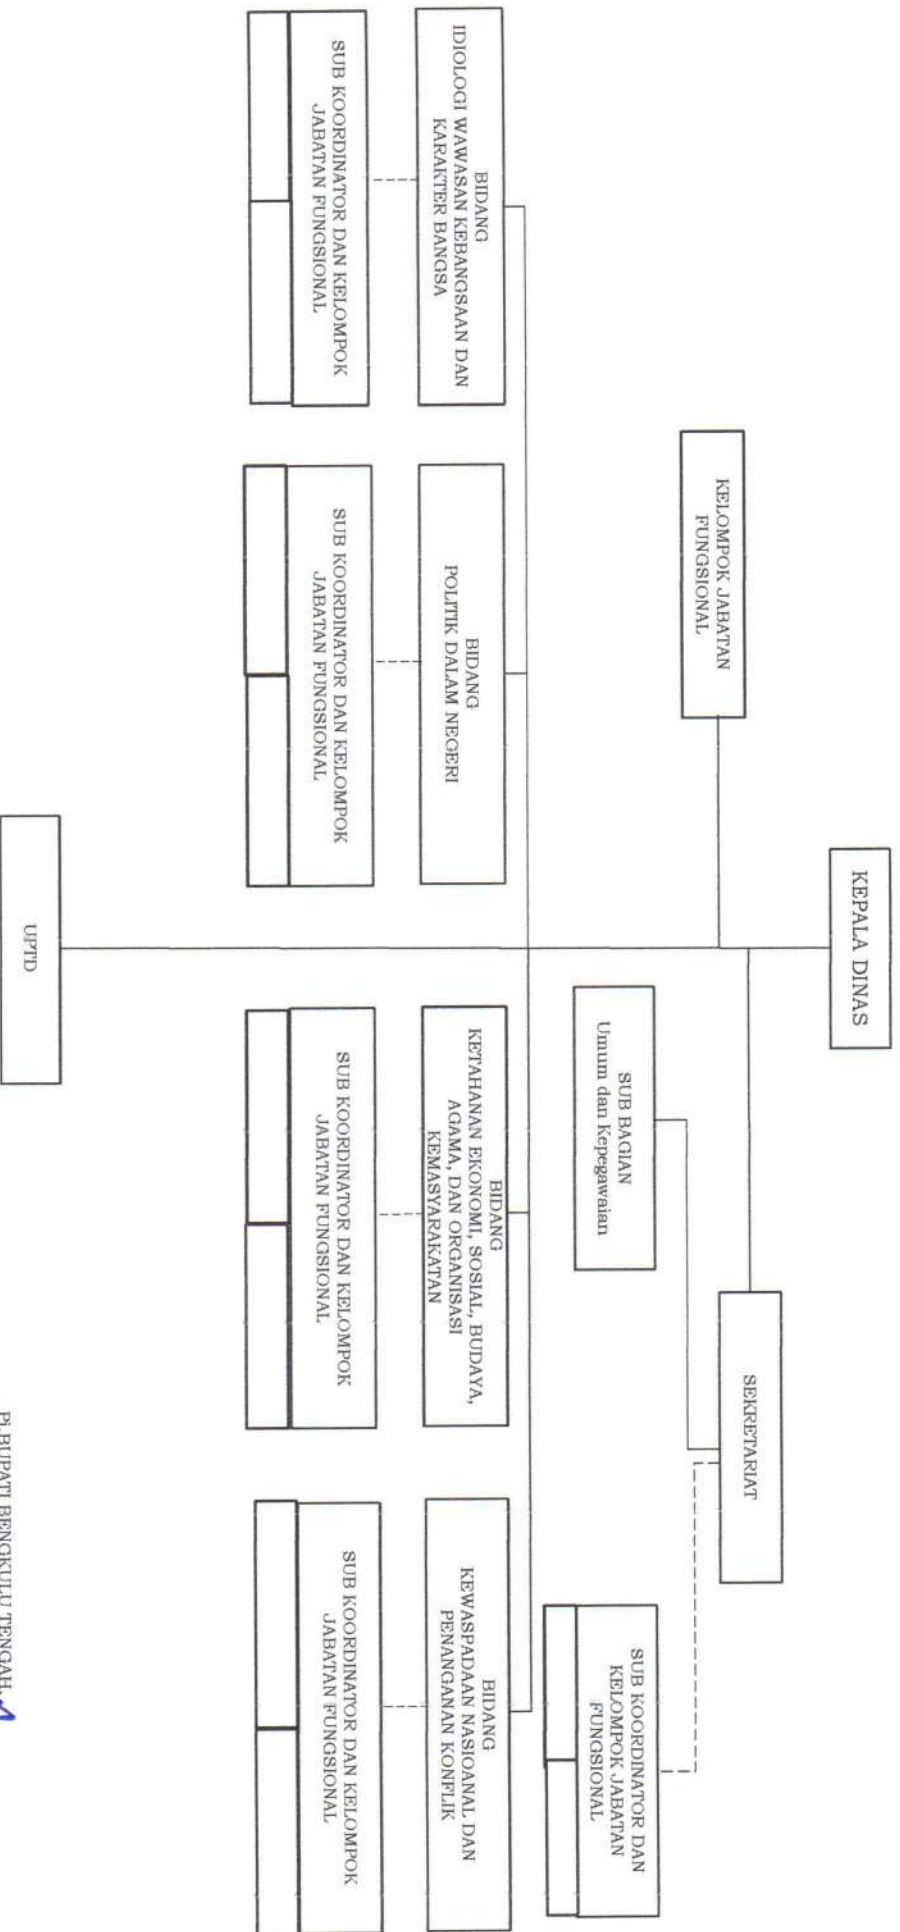 KEPALA DINAS
KELOMPOK JABATAN
FUNGSIONAL
SEKRETARIAT
SUB BAGIAN
Umum dan Kepegawaian
SUB KOORDINATOR DAN
KELOMPOK JABATAN
FUNGSIONAL
BIDANG
IDIOLOGI WAWASAN KEBANGSAAN DAN
KARAKTER BANGSA
BIDANG
POLITIK DALAM NEGERI
BIDANG
KETAHANAN EKONOMI, SOSIAL, BUDAYA,
AGAMA, DAN ORGANISASI
KEMASYARAKATAN
BIDANG
KEWASPADAAN NASIOANAL DAN
PENANGANAN KONFLIK
SUB KOORDINATOR DAN KELOMPOK
JABATAN FUNGSIONAL
SUB KOORDINATOR DAN KELOMPOK
JABATAN FUNGSIONAL
SUB KOORDINATOR DAN KELOMPOK
JABATAN FUNGSIONAL
SUB KOORDINATOR DAN KELOMPOK
JABATAN FUNGSIONAL
UPTD
Pj.BUPATI BENGKULU TENGAH,